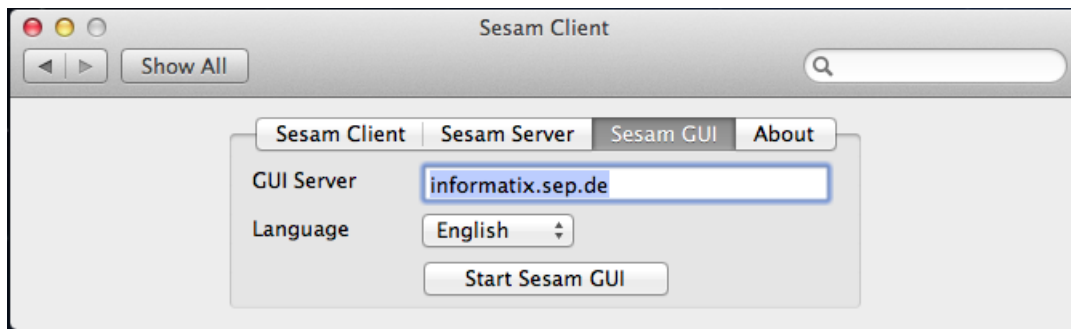 Sesam Client
Show All
Sesam Client Sesam Server Sesam GUI About
GUI Server informatix.sep.de
Language English
Start Sesam GUI